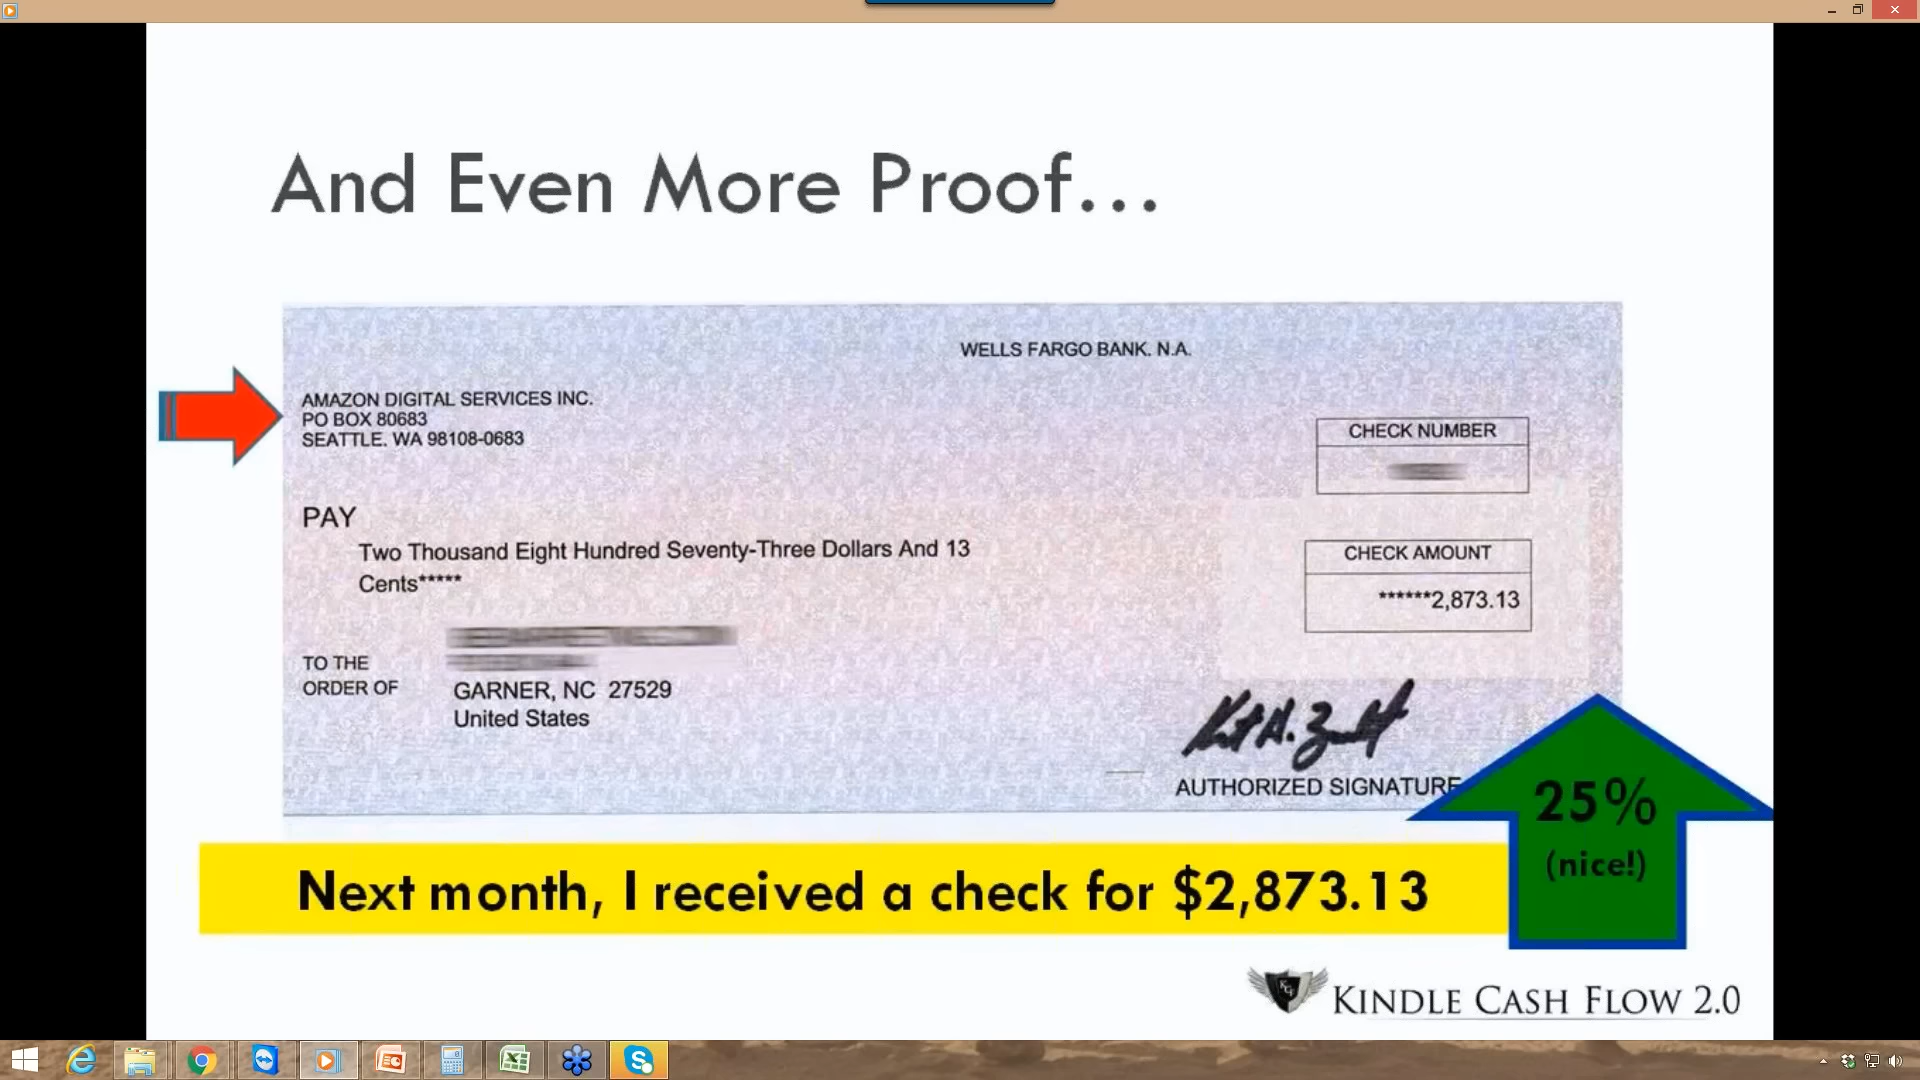 And Even More Proof...
WELLS FARGO BANK. N.A.
AMAZON DIGITAL SERVICES INC.
PO BOX 80683
SEATTLE. WA 98108-0683
CHECK NUMBER
PAY
Two Thousand Eight Hundred Seventy-Three Dollars And 13
Cents*****
CHECK AMOUNT
******2,873.13
TO THE
ORDER OF
GARNER, NC 27529
United States
AUTHORIZED SIGNATURE
25%
(nice!)
Next month, I received a check for $2,873.13
KCF
KINDLE CASH FLOW 2.0